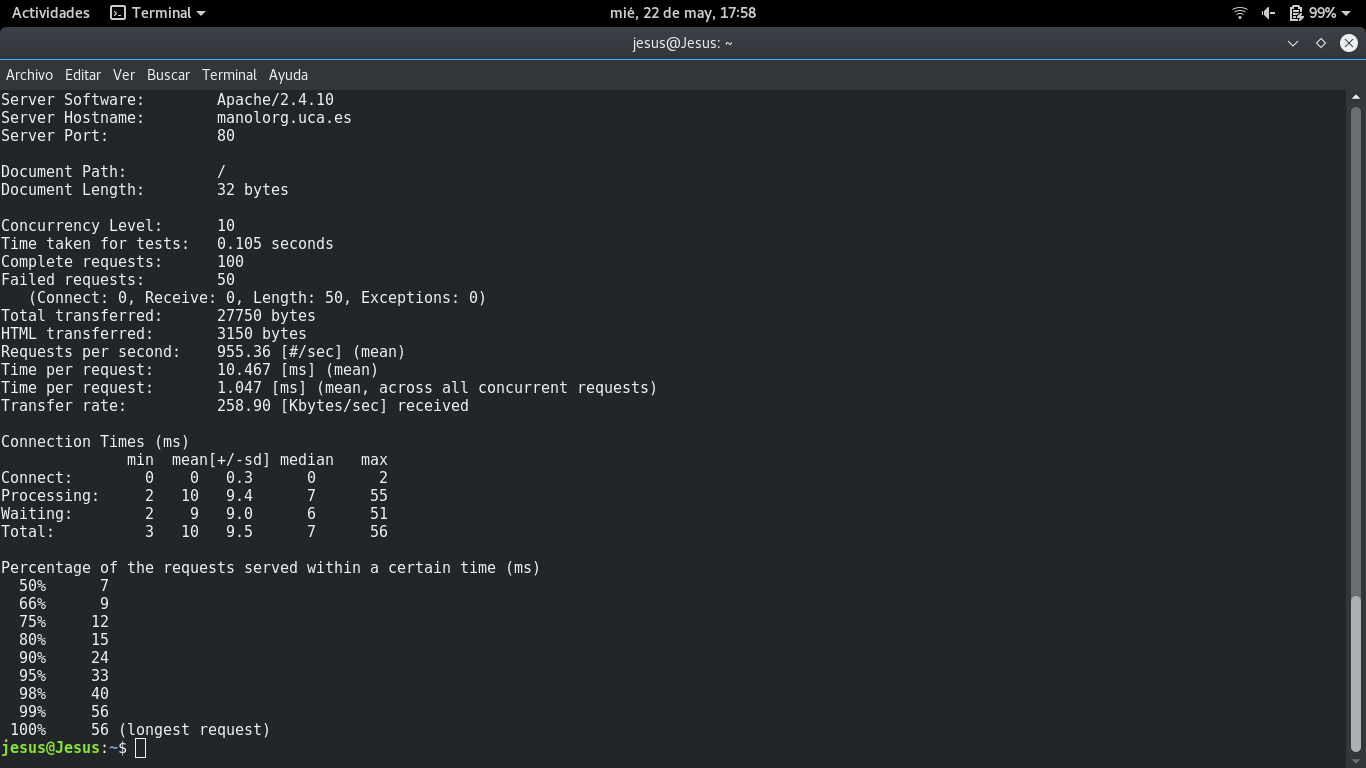 Actividades Terminal mié, 22 de may, 17:58 99%
jesus@Jesus: ~
Archivo Editar Ver Buscar Terminal Ayuda
Server Software:        Apache/2.4.10
Server Hostname:        manolorg.uca.es
Server Port:            80
Document Path:          /
Document Length:        32 bytes
Concurrency Level:      10
Time taken for tests:   0.105 seconds
Complete requests:      100
Failed requests:        50
   (Connect: 0, Receive: 0, Length: 50, Exceptions: 0)
Total transferred:      27750 bytes
HTML transferred:       3150 bytes
Requests per second:    955.36 [#/sec] (mean)
Time per request:       10.467 [ms] (mean)
Time per request:       1.047 [ms] (mean, across all concurrent requests)
Transfer rate:          258.90 [Kbytes/sec] received
Connection Times (ms)
              min  mean[+/-sd] median   max
Connect:        0    0   0.3      0       2
Processing:     2   10   9.4      7      55
Waiting:        2    9   9.0      6      51
Total:          3   10   9.5      7      56
Percentage of the requests served within a certain time (ms)
  50%      7
  66%      9
  75%     12
  80%     15
  90%     24
  95%     33
  98%     40
  99%     56
 100%     56 (longest request)
jesus@Jesus:~$